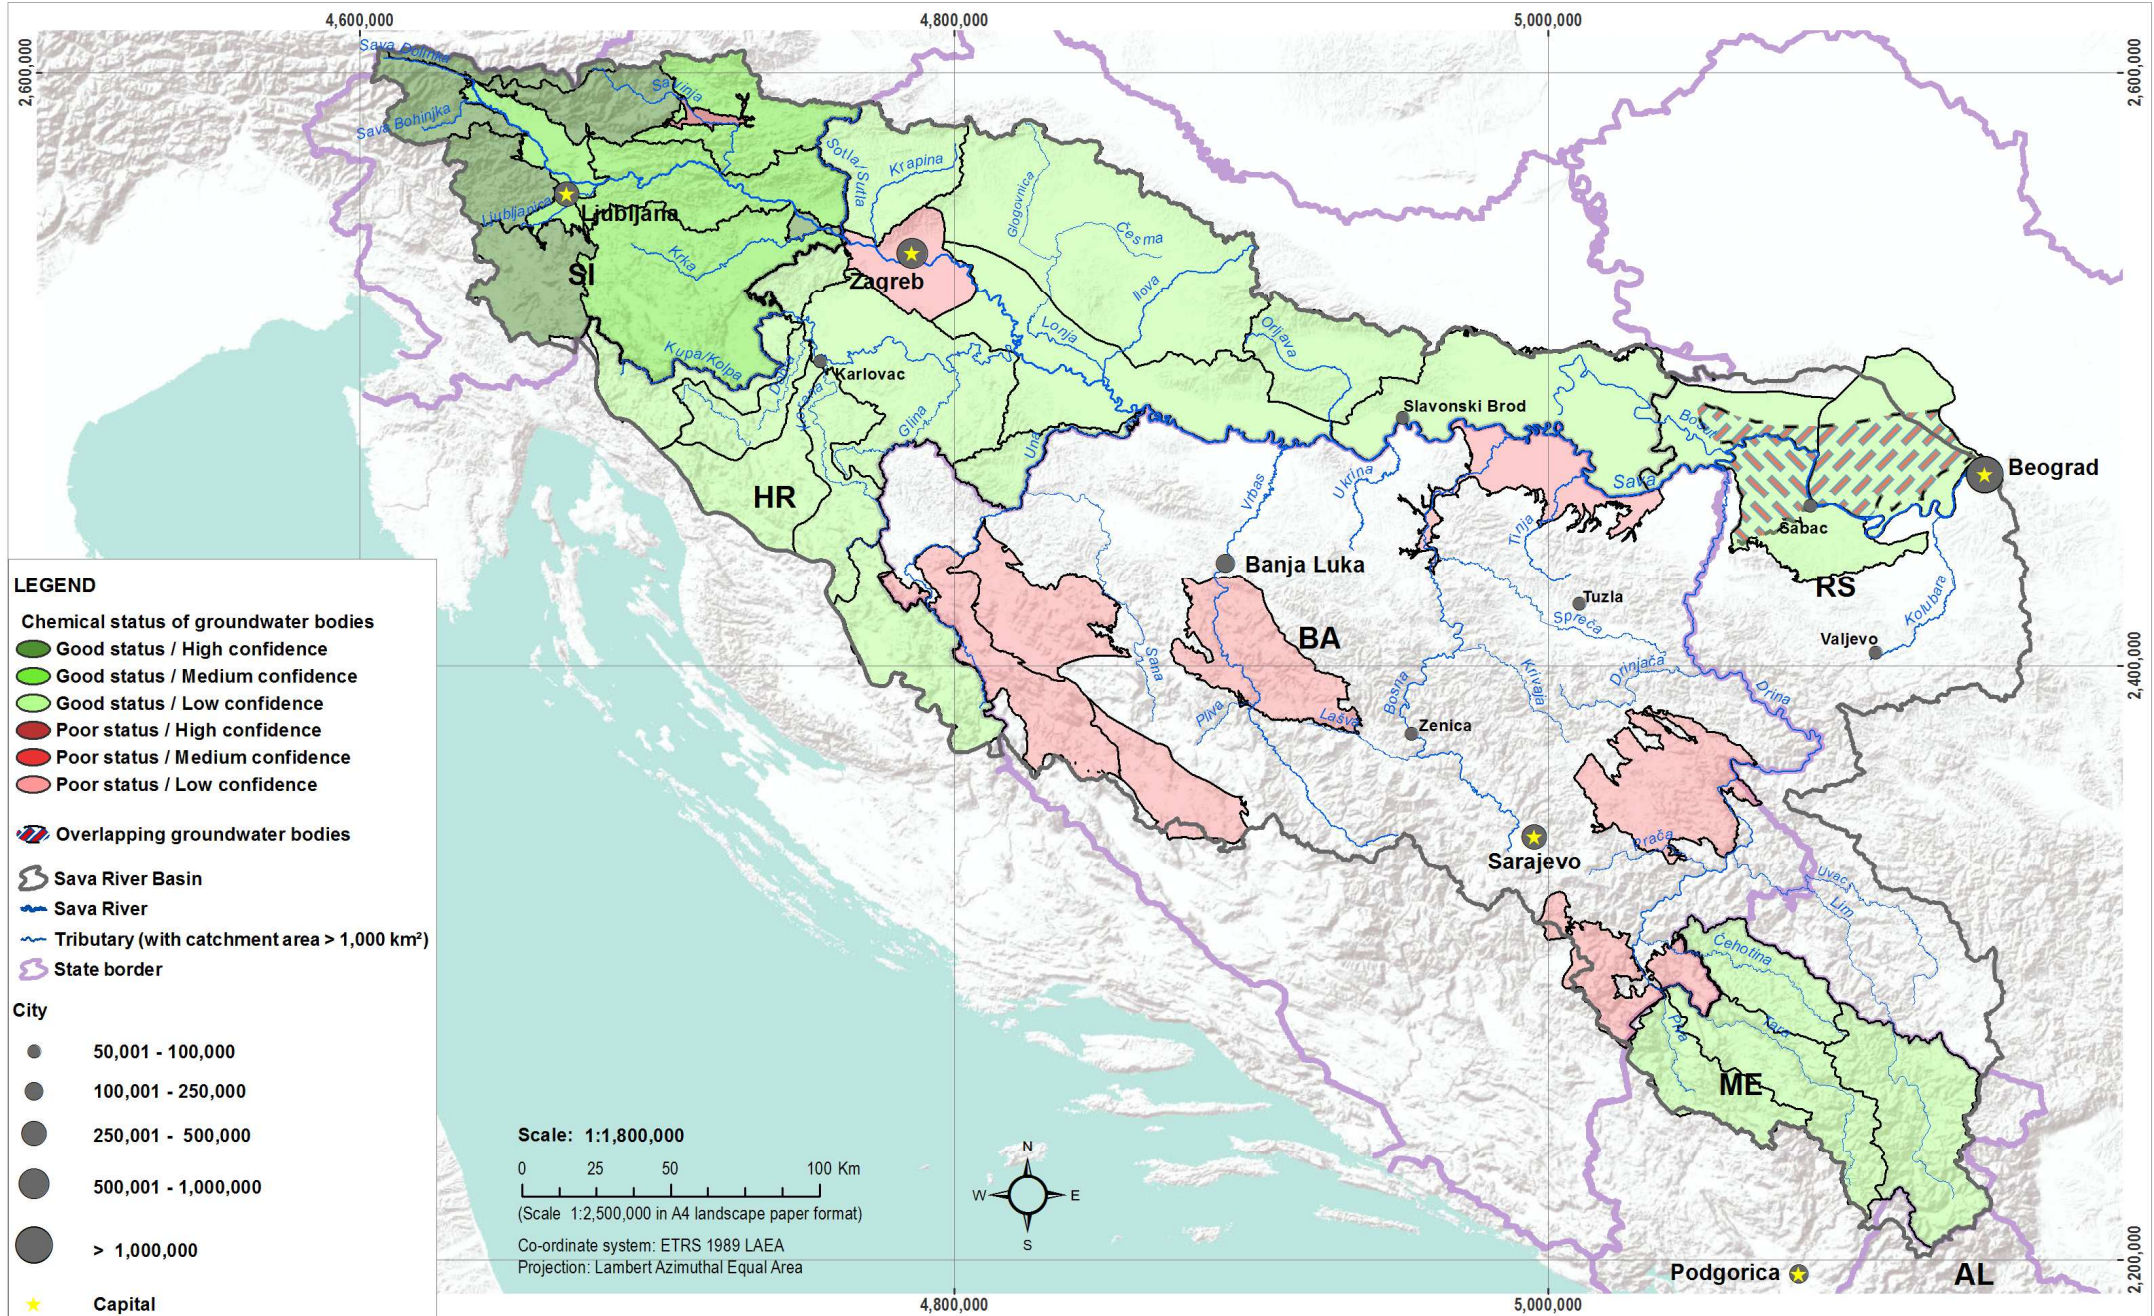 4,600,000
4,800,000
5,000,000
2,600,000
2,600,000
Sava Dolinka
Savinja
Sava Bohinjka
Sotla/Sutla
Krapina
Glogovnica
Česma
Ljubljanica
Ljubljana
Krka
SI
Zagreb
Ilova
Lonja
Orljava
Kupa/Kolpa
Dobra
Karlovac
Korana
Glina
Slavonski Brod
Bosut
Una
HR
Vrbas
Ukrina
Sava
Beograd
Šabac
Tinja
Banja Luka
RS
Tuzla
Kolubara
Spreča
BA
Valjevo
Sana
Drinjača
Krivaja
2,400,000
Bosna
Drina
Pliva
Lašva
Zenica
Prača
Sarajevo
Uvac
Lim
Čehotina
Piva
Tara
ME
Podgorica
AL
2,200,000
4,800,000
5,000,000
LEGEND
Chemical status of groundwater bodies
Good status / High confidence
Good status / Medium confidence
Good status / Low confidence
Poor status / High confidence
Poor status / Medium confidence
Poor status / Low confidence
Overlapping groundwater bodies
Sava River Basin
Sava River
Tributary (with catchment area > 1,000 km²)
State border
City
50,001 - 100,000
100,001 - 250,000
250,001 - 500,000
500,001 - 1,000,000
> 1,000,000
Capital
Scale: 1:1,800,000
0 25 50 100 Km
(Scale 1:2,500,000 in A4 landscape paper format)
Co-ordinate system: ETRS 1989 LAEA
Projection: Lambert Azimuthal Equal Area
N
W
E
S